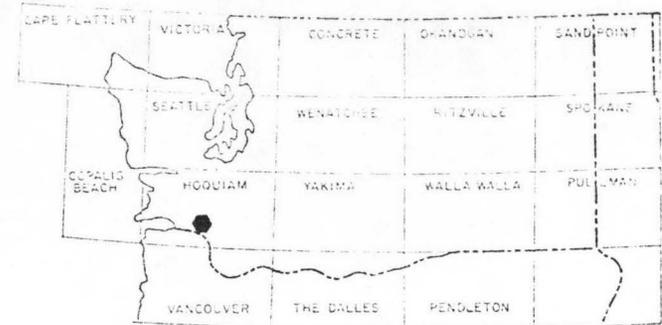 CAPE FLATTERY
VICTORIA
CONCRETE
OKANOGAN
SAND POINT
SEATTLE
WENATCHEE
RITZVILLE
SPOKANE
COPALIS
BEACH
HOQUIAM
YAKIMA
WALLA WALLA
PULLMAN
VANCOUVER
THE DALLES
PENDLETON